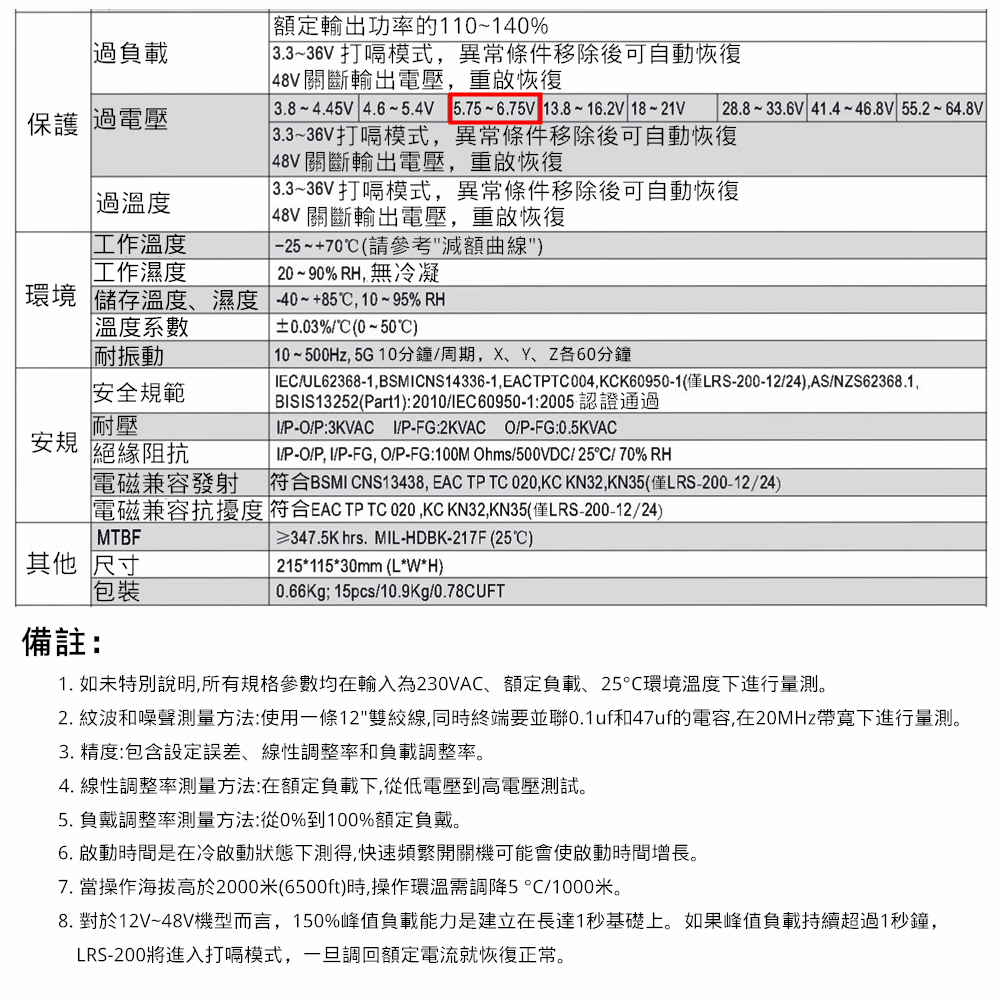 額定輸出功率的110~140%
過負載
3.3~36V 打嗝模式，異常條件移除後可自動恢復
48V 關斷輸出電壓，重啟恢復
保護
過電壓
3.8 ~ 4.45V 4.6 ~ 5.4V 5.75 ~ 6.75V 13.8 ~ 16.2V 18 ~ 21V 28.8 ~ 33.6V 41.4 ~ 46.8V 55.2 ~ 64.8V
3.3~36V 打嗝模式，異常條件移除後可自動恢復
48V 關斷輸出電壓，重啟恢復
過溫度
3.3~36V 打嗝模式，異常條件移除後可自動恢復
48V 關斷輸出電壓，重啟恢復
環境
工作溫度 -25 ~ +70℃ (請參考"減額曲線")
工作濕度 20 ~ 90% RH, 無冷凝
儲存溫度、濕度 -40 ~ +85℃, 10 ~ 95% RH
溫度系數 ±0.03%/℃ (0 ~ 50℃)
耐振動 10 ~ 500Hz, 5G 10分鐘/周期，X、Y、Z各60分鐘
安規
安全規範
IEC/UL62368-1,BSMICNS14336-1,EACTPTC004,KCK60950-1(僅LRS-200-12/24),AS/NZS62368.1,
BISIS13252(Part1):2010/IEC60950-1:2005 認證通過
耐壓 I/P-O/P:3KVAC I/P-FG:2KVAC O/P-FG:0.5KVAC
絕緣阻抗 I/P-O/P, I/P-FG, O/P-FG:100M Ohms/500VDC/ 25℃/ 70% RH
電磁兼容發射 符合BSMI CNS13438, EAC TP TC 020,KC KN32,KN35(僅LRS-200-12/24)
電磁兼容抗擾度 符合EAC TP TC 020 ,KC KN32,KN35(僅LRS-200-12/24)
其他
MTBF ≥347.5K hrs. MIL-HDBK-217F (25℃)
尺寸 215*115*30mm (L*W*H)
包裝 0.66Kg; 15pcs/10.9Kg/0.78CUFT
備註:
1. 如未特別說明,所有規格參數均在輸入為230VAC、額定負載、25°C環境溫度下進行量測。
2. 紋波和噪聲測量方法:使用一條12"雙絞線,同時終端要並聯0.1uf和47uf的電容,在20MHz帶寬下進行量測。
3. 精度:包含設定誤差、線性調整率和負載調整率。
4. 線性調整率測量方法:在額定負載下,從低電壓到高電壓測試。
5. 負戴調整率測量方法:從0%到100%額定負戴。
6. 啟動時間是在冷啟動狀態下測得,快速頻繁開關機可能會使啟動時間增長。
7. 當操作海拔高於2000米(6500ft)時,操作環溫需調降5 °C/1000米。
8. 對於12V~48V機型而言，150%峰值負載能力是建立在長達1秒基礎上。如果峰值負載持續超過1秒鐘，
LRS-200將進入打嗝模式，一旦調回額定電流就恢復正常。